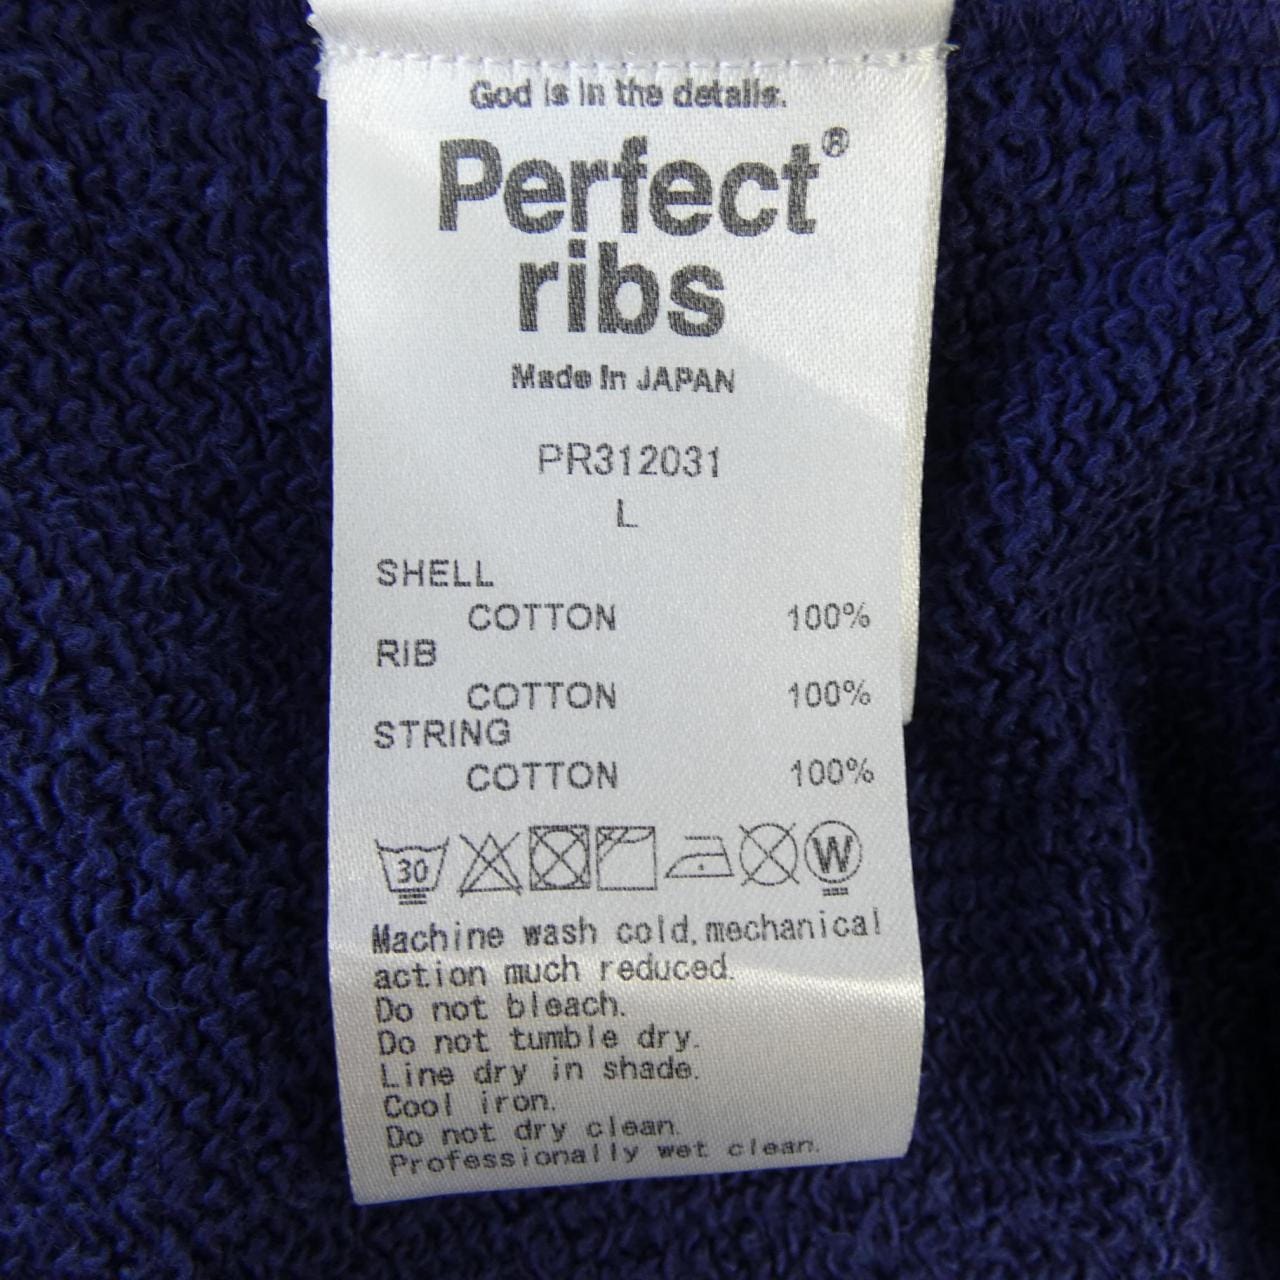 God is in the details.
Perfect®
ribs
Made In JAPAN
PR312031
L
SHELL
COTTON 100%
RIB
COTTON 100%
STRING
COTTON 100%
30 W
Machine wash cold,mechanical
action much reduced.
Do not bleach.
Do not tumble dry.
Line dry in shade.
Cool iron.
Do not dry clean.
Professionally wet clean.